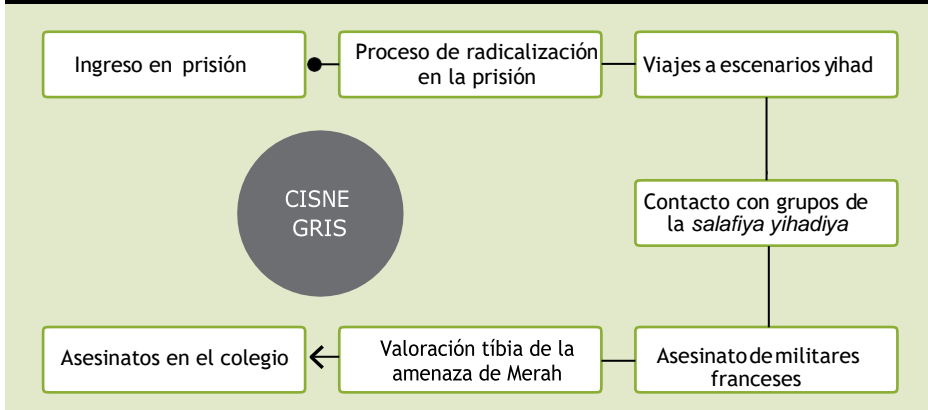 Ingreso en prisión
Proceso de radicalización
en la prisión
Viajes a escenarios yihad
CISNE
GRIS
Contacto con grupos de
la salafiya yihadiya
Asesinatos en el colegio
Valoración tíbia de la
amenaza de Merah
Asesinato de militares
franceses